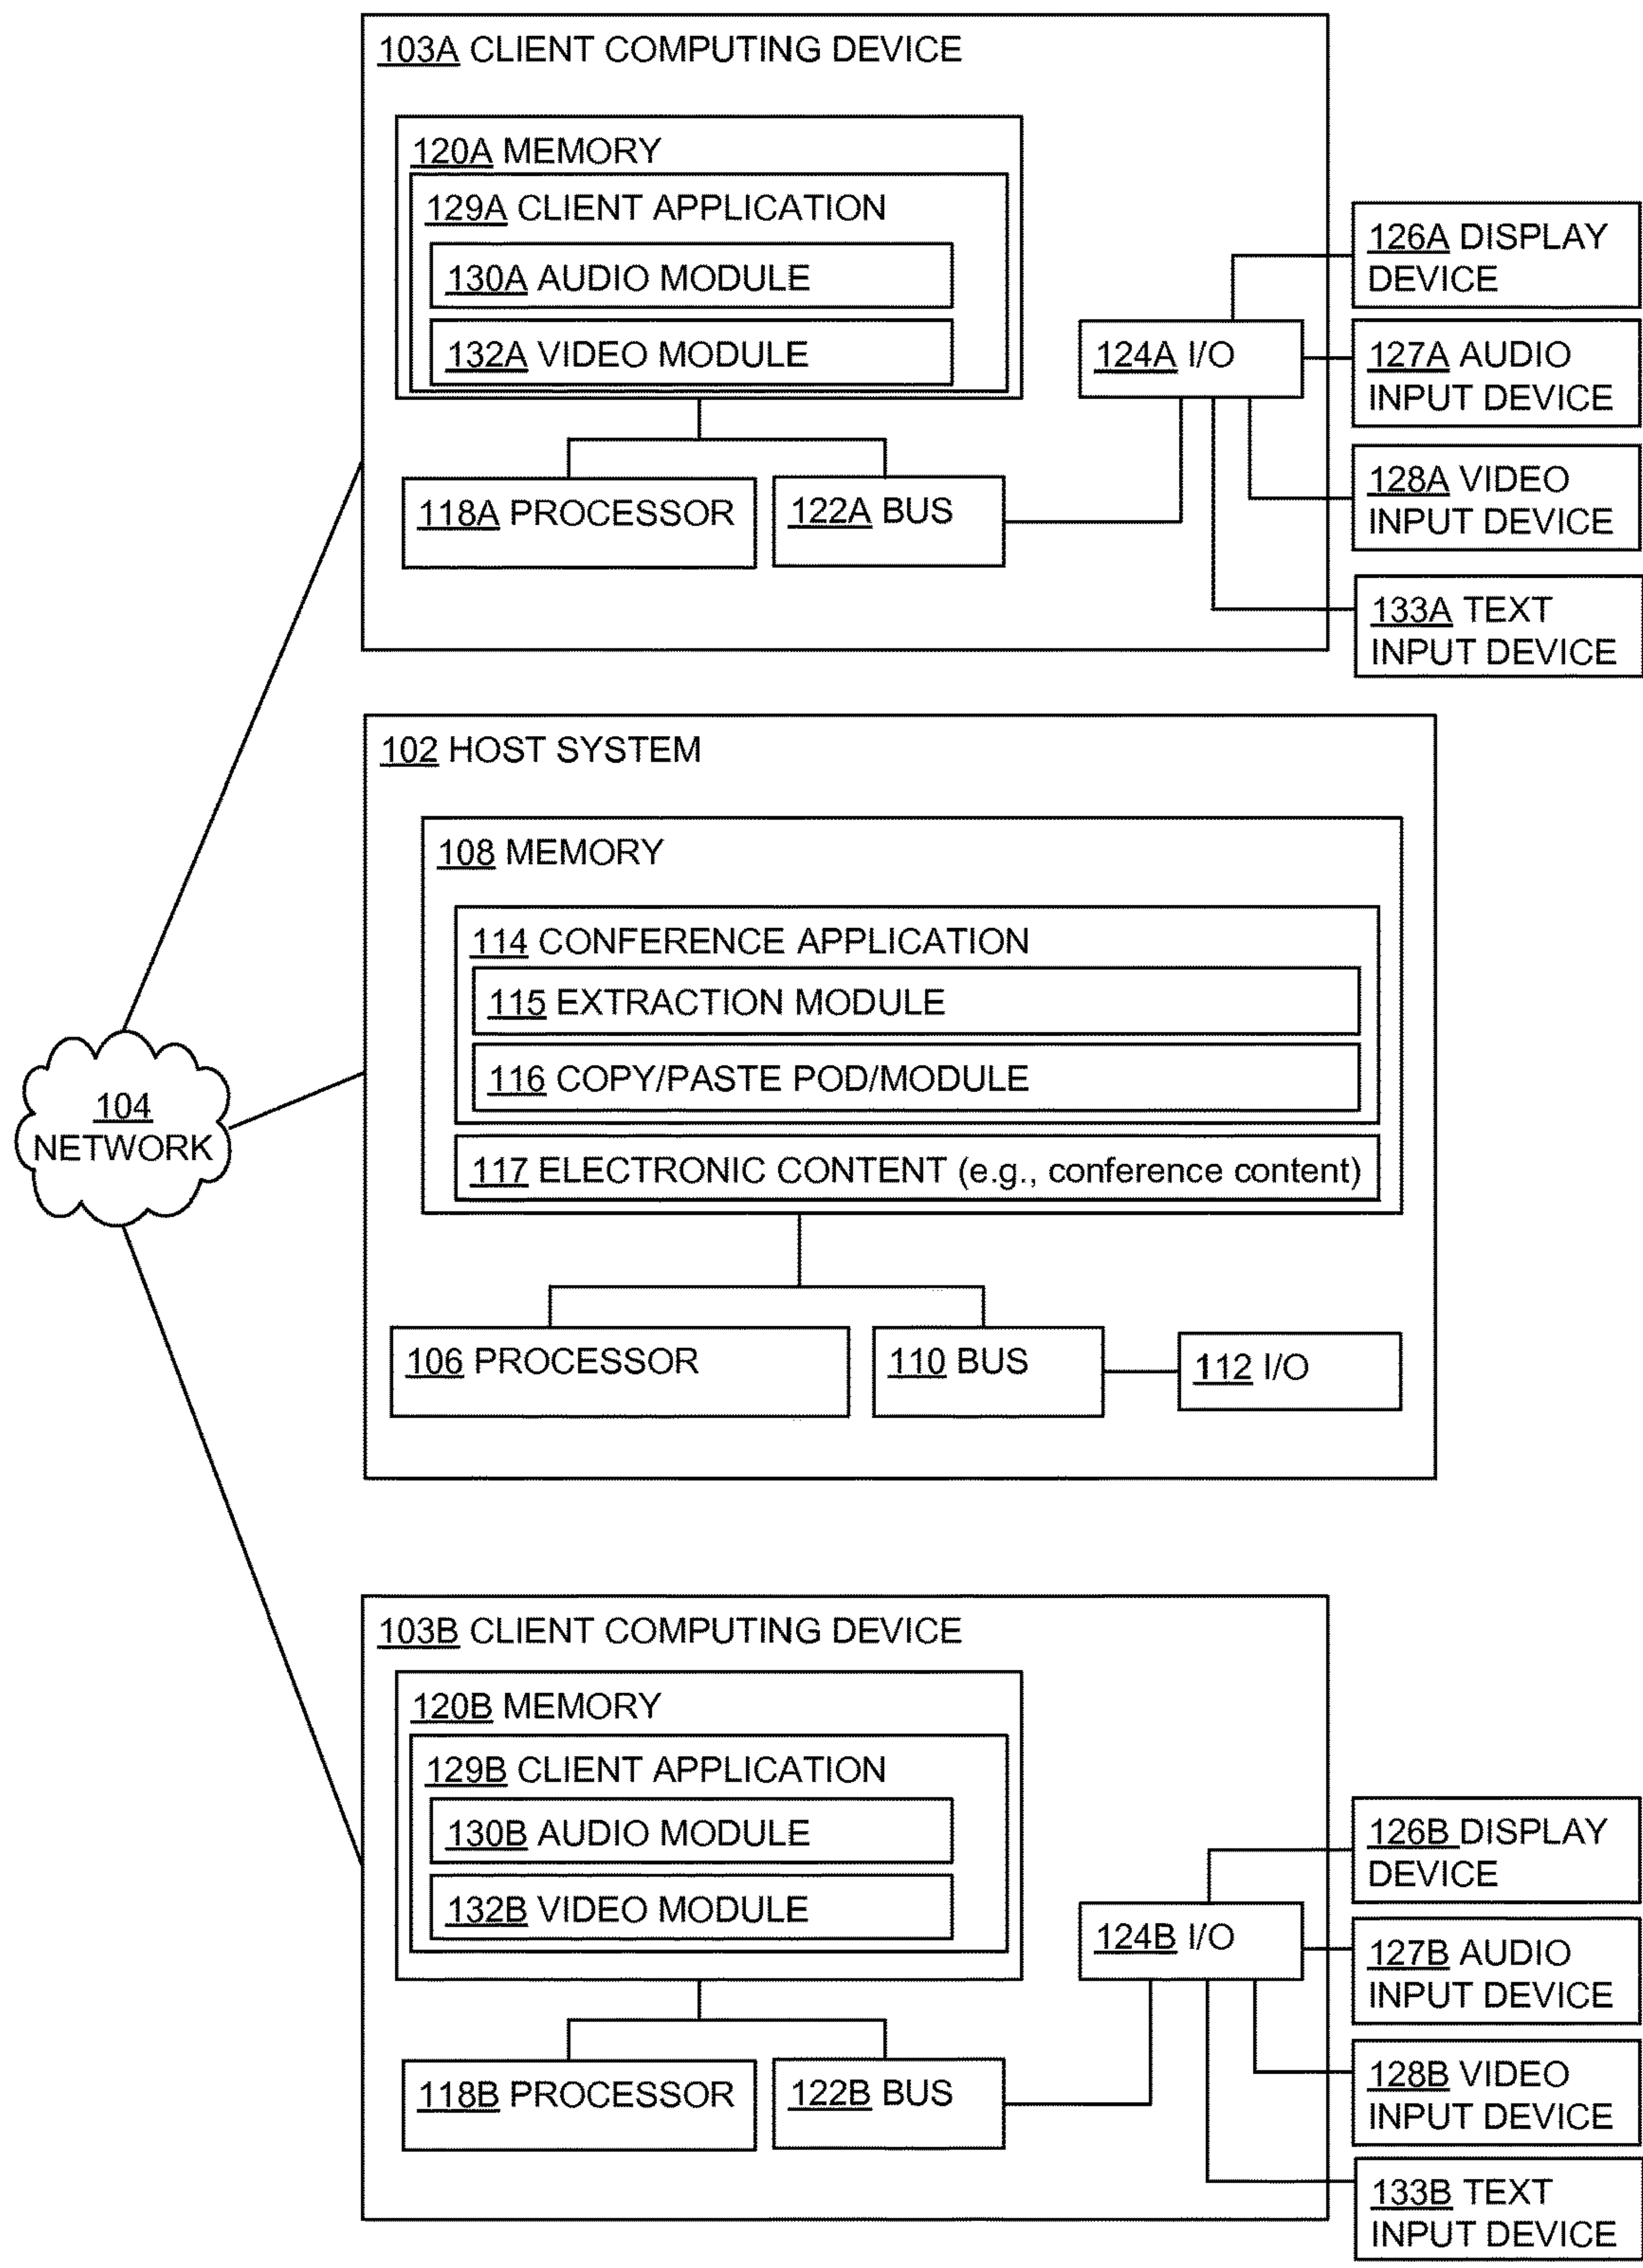 103A CLIENT COMPUTING DEVICE
120A MEMORY
129A CLIENT APPLICATION
130A AUDIO MODULE
132A VIDEO MODULE
118A PROCESSOR
122A BUS
124A I/O
126A DISPLAY
DEVICE
127A AUDIO
INPUT DEVICE
128A VIDEO
INPUT DEVICE
133A TEXT
INPUT DEVICE
104
NETWORK
102 HOST SYSTEM
108 MEMORY
114 CONFERENCE APPLICATION
115 EXTRACTION MODULE
116 COPY/PASTE POD/MODULE
117 ELECTRONIC CONTENT (e.g., conference content)
106 PROCESSOR
110 BUS
112 I/O
103B CLIENT COMPUTING DEVICE
120B MEMORY
129B CLIENT APPLICATION
130B AUDIO MODULE
132B VIDEO MODULE
118B PROCESSOR
122B BUS
124B I/O
126B DISPLAY
DEVICE
127B AUDIO
INPUT DEVICE
128B VIDEO
INPUT DEVICE
133B TEXT
INPUT DEVICE